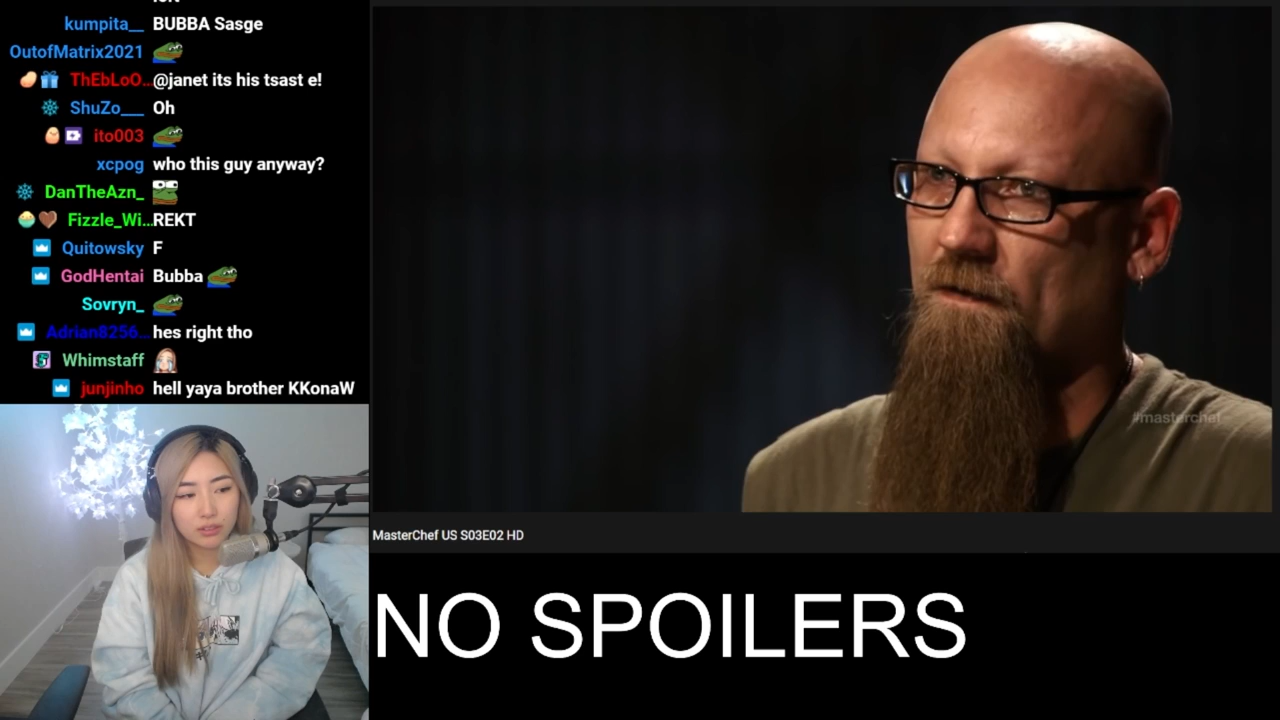 kumpita__ BUBBA Sasge
OutofMatrix2021
ThEbLoO... @janet its his tsast e!
ShuZo___ Oh
ito003
xcpog who this guy anyway?
DanTheAzn_
Fizzle_Wi... REKT
Quitowsky F
GodHentai Bubba
Sovryn_
Adrian8256... hes right tho
Whimstaff
junjinho hell yaya brother KKonaW
#masterchef
MasterChef US S03E02 HD
NO SPOILERS